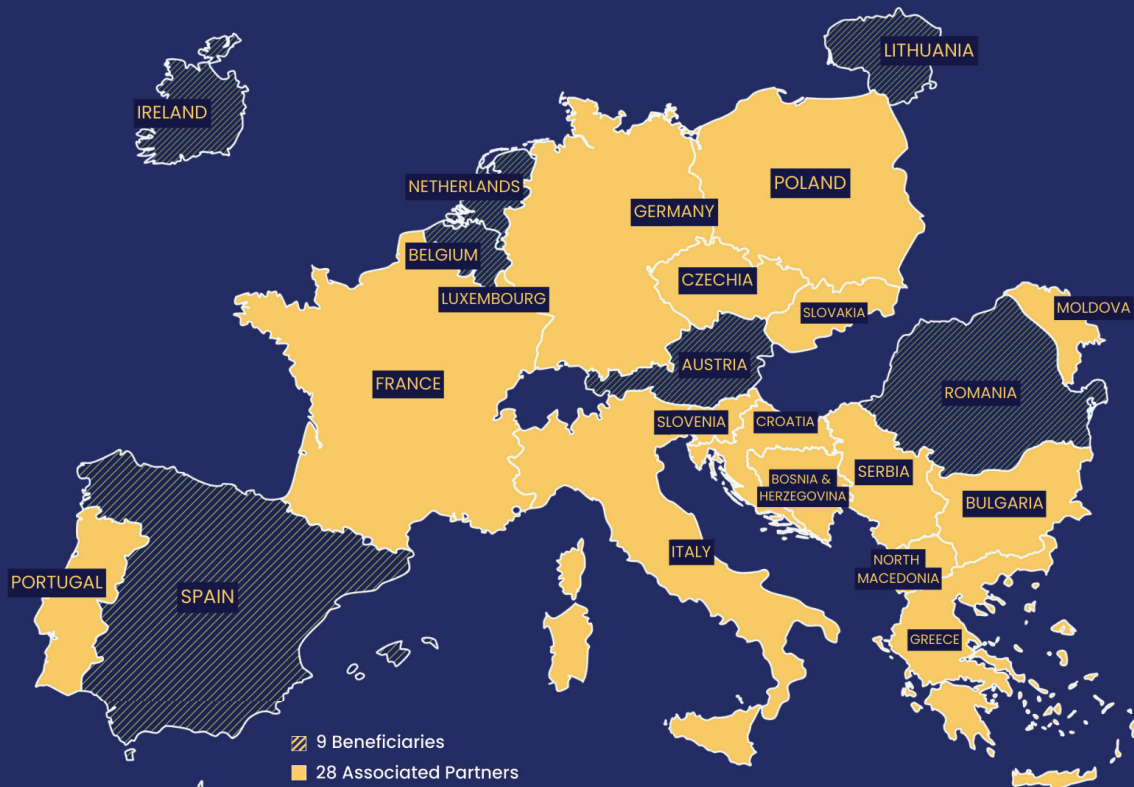 LITHUANIA
IRELAND
NETHERLANDS
POLAND
GERMANY
BELGIUM
CZECHIA
LUXEMBOURG
SLOVAKIA
MOLDOVA
AUSTRIA
FRANCE
ROMANIA
SLOVENIA
CROATIA
SERBIA
BOSNIA &
HERZEGOVINA
BULGARIA
ITALY
NORTH
MACEDONIA
PORTUGAL
SPAIN
GREECE
9 Beneficiaries
28 Associated Partners